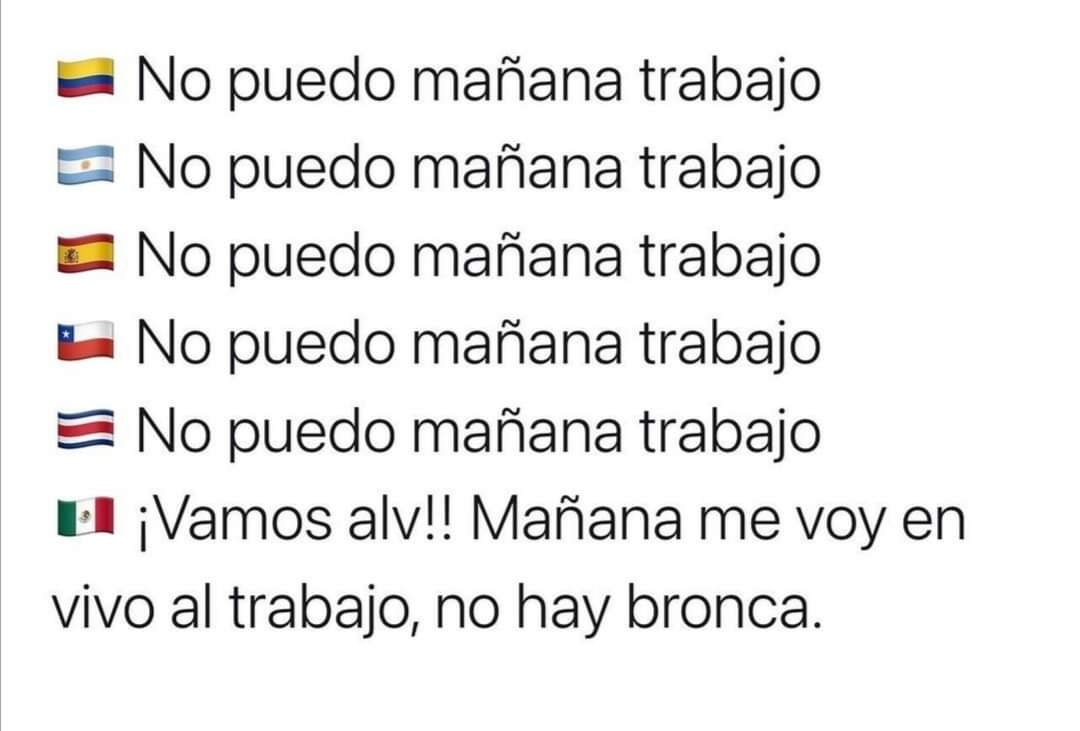 🇨🇴 No puedo mañana trabajo
🇦🇷 No puedo mañana trabajo
🇪🇸 No puedo mañana trabajo
🇨🇱 No puedo mañana trabajo
🇨🇷 No puedo mañana trabajo
🇲🇽 ¡Vamos alv!! Mañana me voy en
vivo al trabajo, no hay bronca.